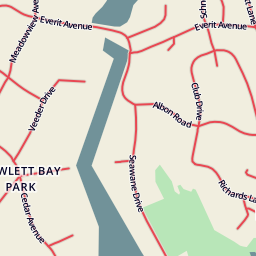 Meadowview Av
Everit Avenue
Everit Avenue
Veeder Drive
Albon Road
Club Drive
WLETT BAY
PARK
Seawane Drive
Cedar Avenue
Richards La